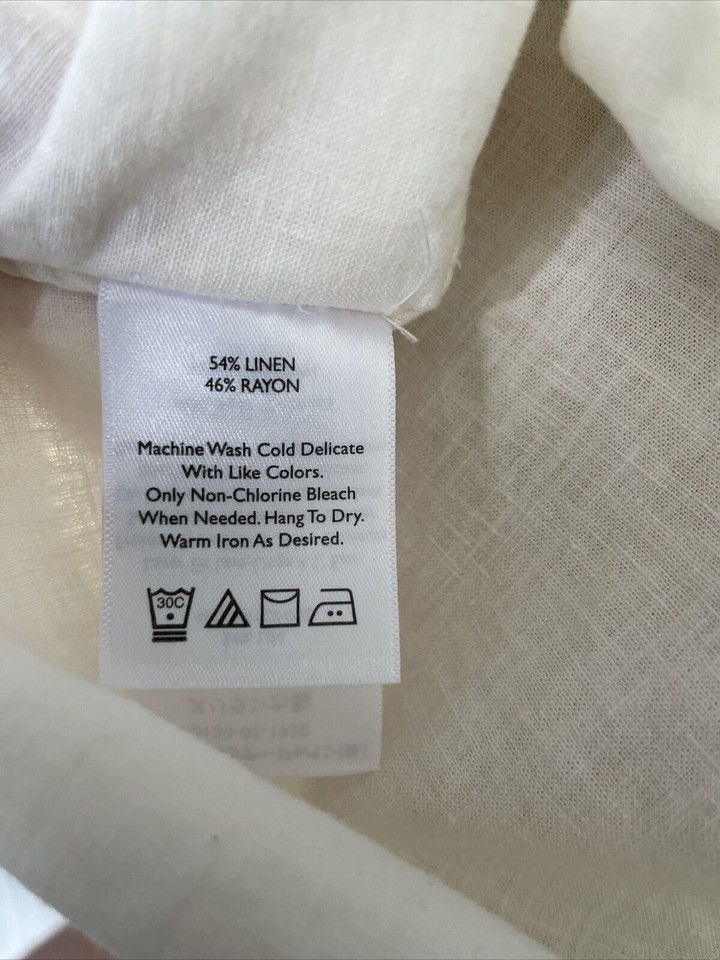 54% LINEN
46% RAYON
Machine Wash Cold Delicate
With Like Colors.
Only Non-Chlorine Bleach
When Needed. Hang To Dry.
Warm Iron As Desired.
30C